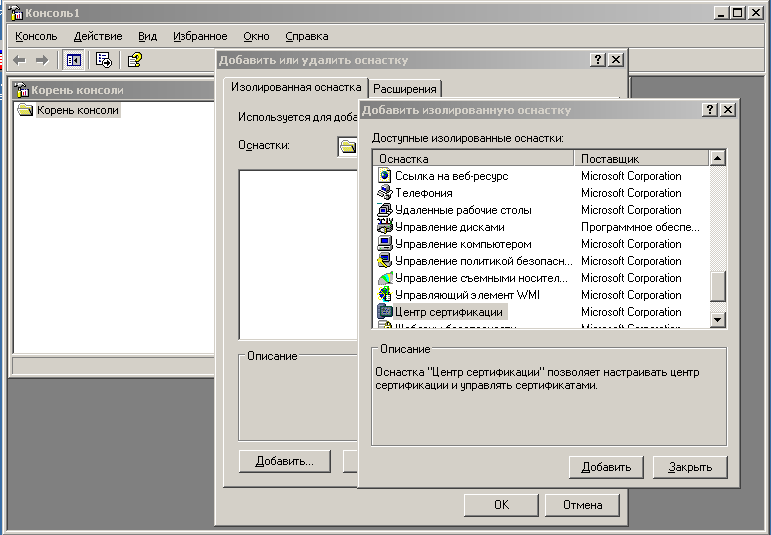 Консоль1
Консоль Действие Вид Избранное Окно Справка
Корень консоли
Корень консоли
Добавить или удалить оснастку
Изолированная оснастка Расширения
Используется для доба
Оснастки:
Описание
Добавить...
OK Отмена
Добавить изолированную оснастку
Доступные изолированные оснастки:
Оснастка Поставщик
Ссылка на веб-ресурс Microsoft Corporation
Телефония Microsoft Corporation
Удаленные рабочие столы Microsoft Corporation
Управление дисками Программное обеспе...
Управление компьютером Microsoft Corporation
Управление политикой безопасн... Microsoft Corporation
Управление съемными носител... Microsoft Corporation
Управляющий элемент WMI Microsoft Corporation
Центр сертификации Microsoft Corporation
Шаблоны безопасности Microsoft Corporation
Описание
Оснастка "Центр сертификации" позволяет настраивать центр
сертификации и управлять сертификатами.
Добавить Закрыть